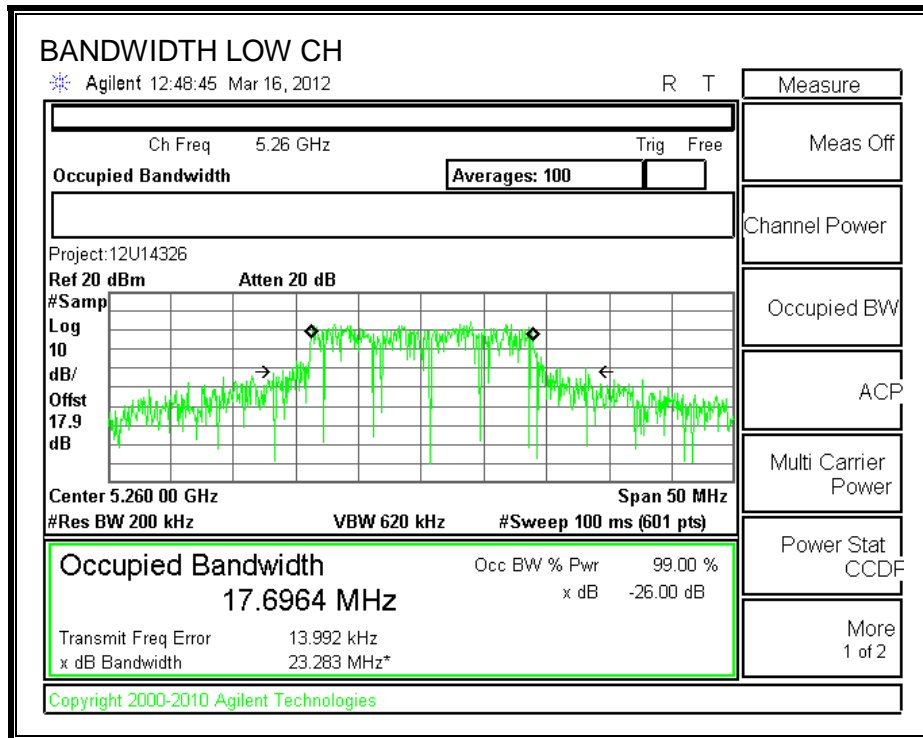 BANDWIDTH LOW CH
Agilent 12:48:45 Mar 16, 2012 R T
Measure
Ch Freq 5.26 GHz Trig Free
Meas Off
Occupied Bandwidth Averages: 100
Channel Power
Project:12U14326
Ref 20 dBm Atten 20 dB
#Samp
Log
10
dB/
Offst
17.9
dB
Occupied BW
ACP
Multi Carrier
Power
Center 5.260 00 GHz Span 50 MHz
#Res BW 200 kHz VBW 620 kHz #Sweep 100 ms (601 pts)
Power Stat
CCDF
Occupied Bandwidth Occ BW % Pwr 99.00 %
17.6964 MHz x dB -26.00 dB
Transmit Freq Error 13.992 kHz
x dB Bandwidth 23.283 MHz*
More
1 of 2
Copyright 2000-2010 Agilent Technologies